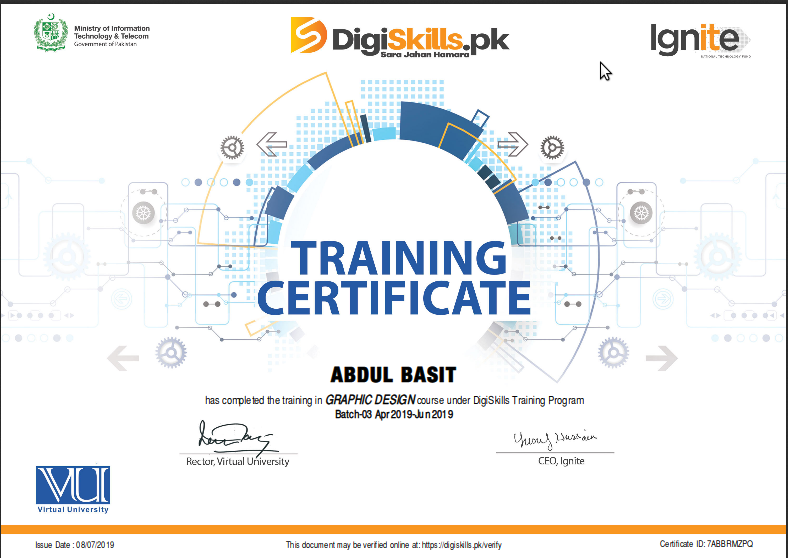 Ministry of Information
Technology & Telecom
Government of Pakistan
DigiSkills.pk
Sara Jahan Hamara
Ignite
NATIONAL TECHNOLOGY FUND
TRAINING
CERTIFICATE
ABDUL BASIT
has completed the training in GRAPHIC DESIGN course under DigiSkills Training Program
Batch-03 Apr 2019-Jun 2019
Rector, Virtual University
CEO, Ignite
VU
Virtual University
Issue Date : 08/07/2019
This document may be verified online at: https://digiskills.pk/verify
Certificate ID: 7ABBRMZPQ